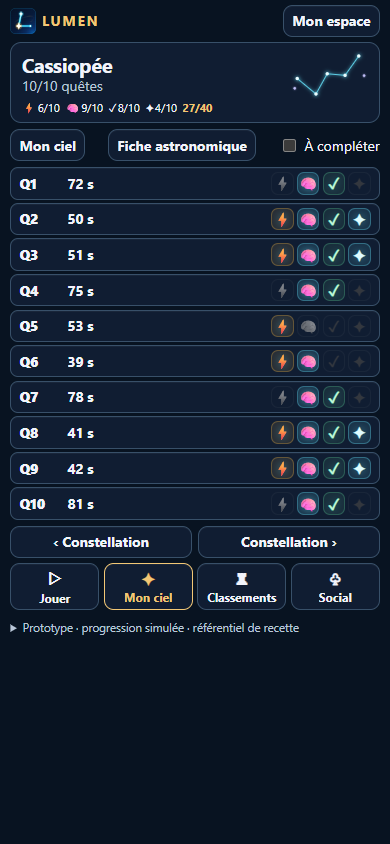 LUMEN
Mon espace
Cassiopée
10/10 quêtes
6/10 9/10 ✓8/10 ✦4/10 27/40
Mon ciel
Fiche astronomique
À compléter
Q1 72 s
Q2 50 s
Q3 51 s
Q4 75 s
Q5 53 s
Q6 39 s
Q7 78 s
Q8 41 s
Q9 42 s
Q10 81 s
‹ Constellation
Constellation ›
Jouer
Mon ciel
Classements
Social
▶ Prototype · progression simulée · référentiel de recette